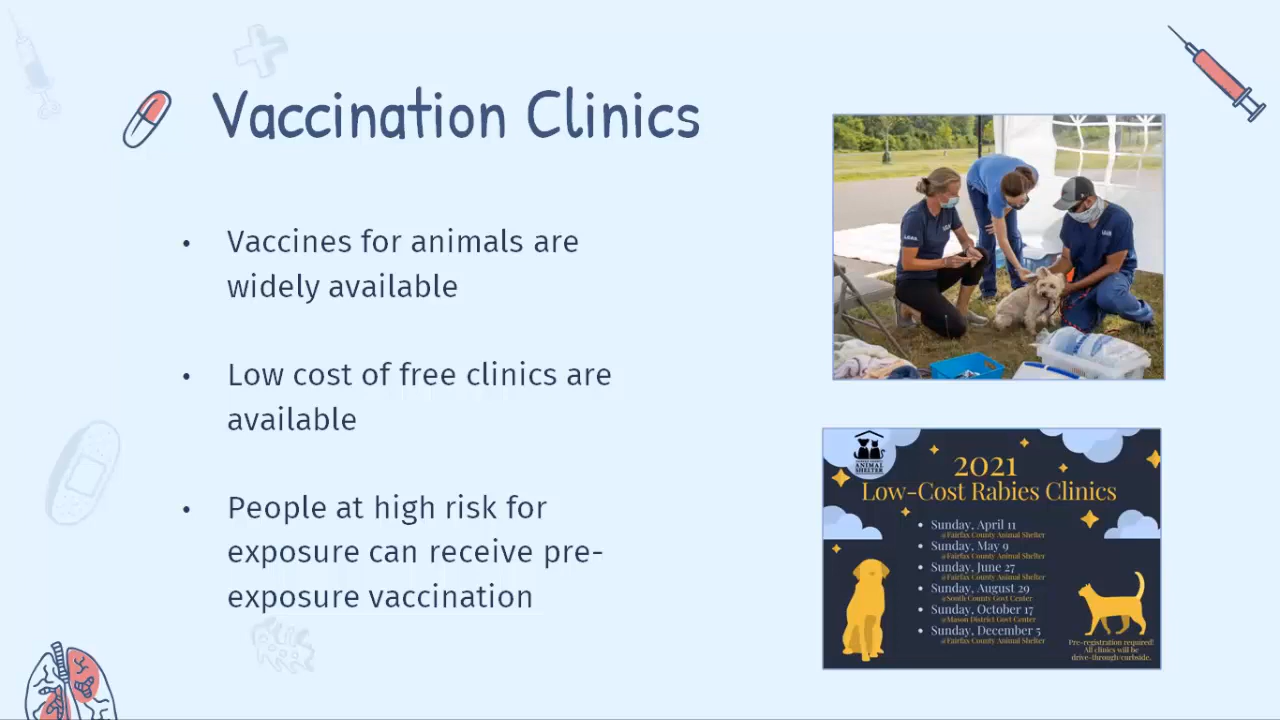 Vaccination Clinics
• Vaccines for animals are
widely available
• Low cost of free clinics are
available
• People at high risk for
exposure can receive pre-
exposure vaccination
ANIMAL
SHELTER
2021
Low-Cost Rabies Clinics
• Sunday, April 11
@Fairfax County Animal Shelter
• Sunday, May 9
@Fairfax County Animal Shelter
• Sunday, June 27
@Fairfax County Animal Shelter
• Sunday, August 29
@South County Govt Center
• Sunday, October 17
@Mason District Govt Center
• Sunday, December 5
@Fairfax County Animal Shelter
Pre-registration required!
All clinics will be
drive-through/curbside.